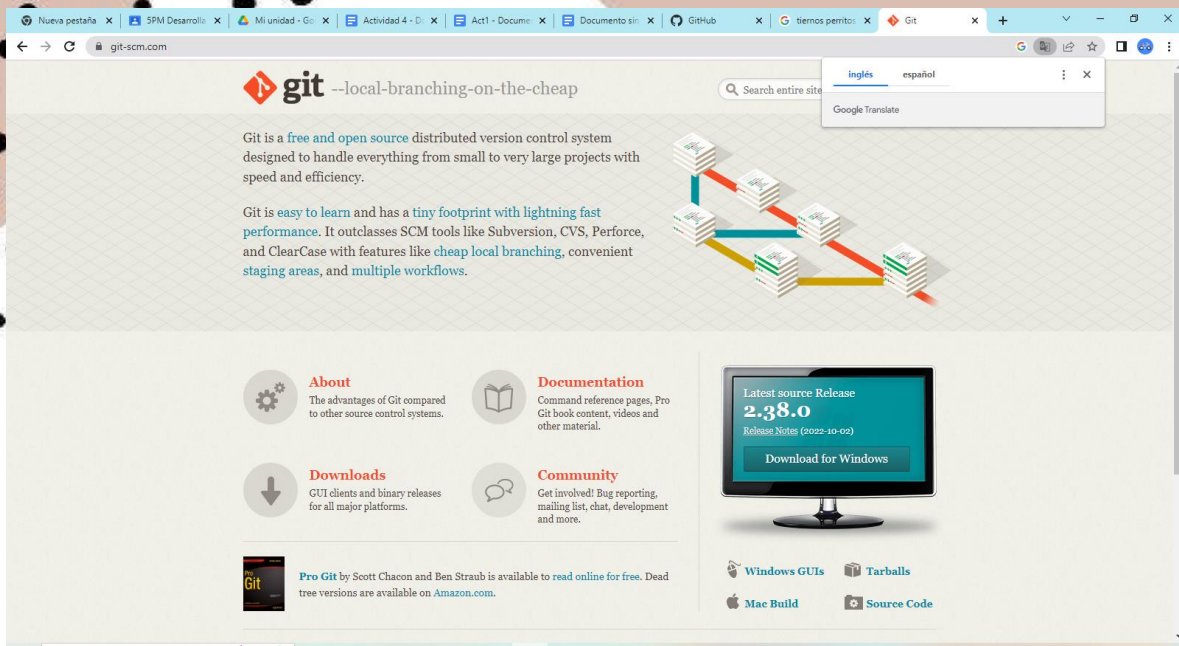 Nueva pestaña
5PM Desarrolla
Mi unidad - Go
Actividad 4 - D
Act1 - Docume
Documento sin
GitHub
tiernos perritos
Git
git-scm.com
inglés español
Google Translate
git --local-branching-on-the-cheap
Search entire site
Git is a free and open source distributed version control system
designed to handle everything from small to very large projects with
speed and efficiency.
Git is easy to learn and has a tiny footprint with lightning fast
performance. It outclasses SCM tools like Subversion, CVS, Perforce,
and ClearCase with features like cheap local branching, convenient
staging areas, and multiple workflows.
About
The advantages of Git compared
to other source control systems.
Documentation
Command reference pages, Pro
Git book content, videos and
other material.
Downloads
GUI clients and binary releases
for all major platforms.
Community
Get involved! Bug reporting,
mailing list, chat, development
and more.
Latest source Release
2.38.0
Release Notes (2022-10-02)
Download for Windows
Pro
Git
Pro Git by Scott Chacon and Ben Straub is available to read online for free. Dead
tree versions are available on Amazon.com.
Windows GUIs
Tarballs
Mac Build
Source Code